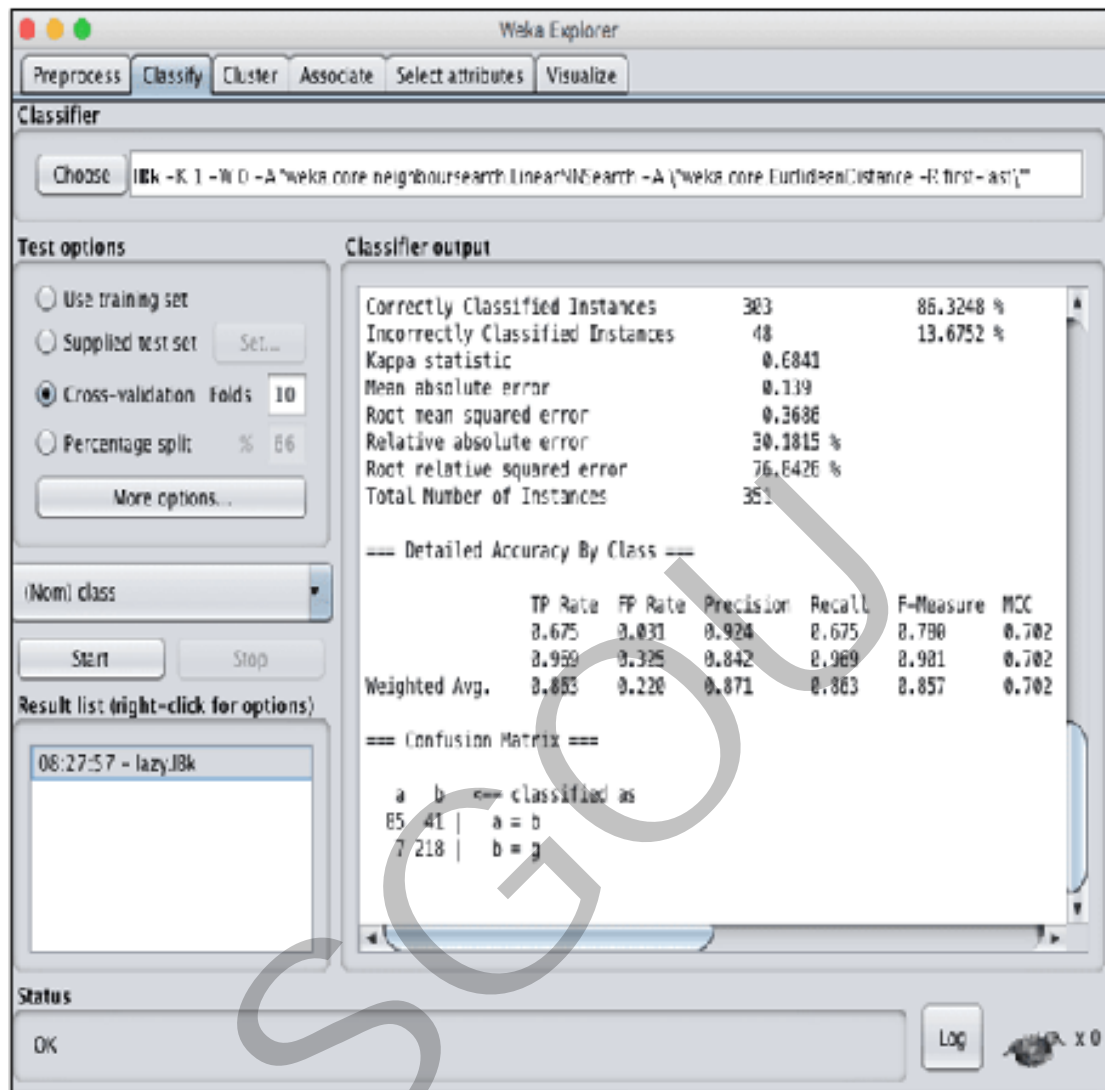 Weka Explorer
Preprocess Classify Cluster Associate Select attributes Visualize
Classifier
Choose IBk -K 1 -W 0 -A "weka.core.neighboursearch.LinearNNSearch -A \"weka.core.EuclideanDistance -R first-last\""
Test options
Use training set
Supplied test set Set...
Cross-validation Folds 10
Percentage split % 66
More options...
(Nom) class
Start Stop
Result list (right-click for options)
08:27:57 - lazy.IBk
Classifier output
Correctly Classified Instances 303 86.3248 %
Incorrectly Classified Instances 48 13.6752 %
Kappa statistic 0.6841
Mean absolute error 0.139
Root mean squared error 0.3686
Relative absolute error 30.1815 %
Root relative squared error 76.8426 %
Total Number of Instances 351
=== Detailed Accuracy By Class ===
TP Rate FP Rate Precision Recall F-Measure MCC
0.675 0.031 0.924 0.675 0.780 0.702
0.969 0.325 0.842 0.969 0.901 0.702
Weighted Avg. 0.863 0.220 0.871 0.863 0.857 0.702
=== Confusion Matrix ===
a b <-- classified as
85 41 | a = b
7 218 | b = g
Status
OK
Log x 0
SGOU